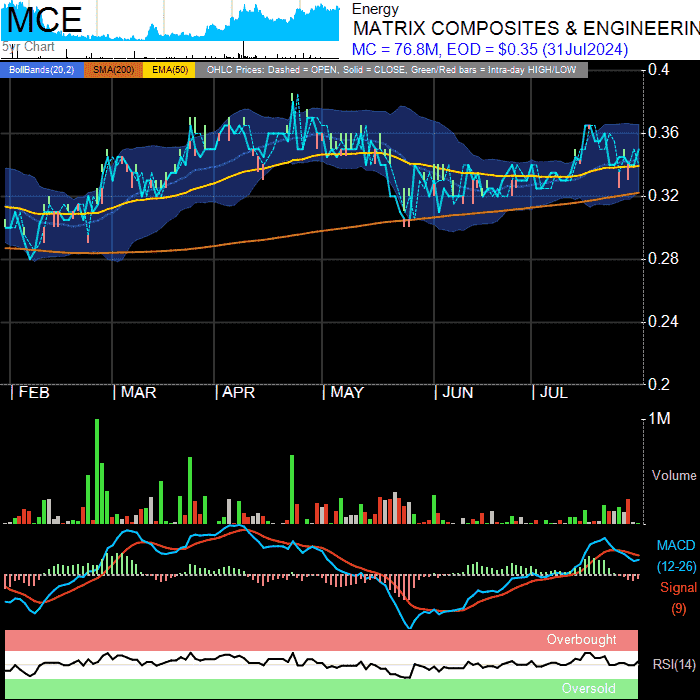 MCE
5yr Chart
Energy
MATRIX COMPOSITES & ENGINEERIN
MC = 76.8M, EOD = $0.35 (31Jul2024)
BollBands(20,2) SMA(200) EMA(50) OHLC Prices: Dashed = OPEN, Solid = CLOSE, Green/Red bars = Intra-day HIGH/LOW
0.4
0.36
0.32
0.28
0.24
0.2
FEB MAR APR MAY JUN JUL
1M
Volume
MACD
(12-26)
Signal
(9)
Overbought
RSI(14)
Oversold